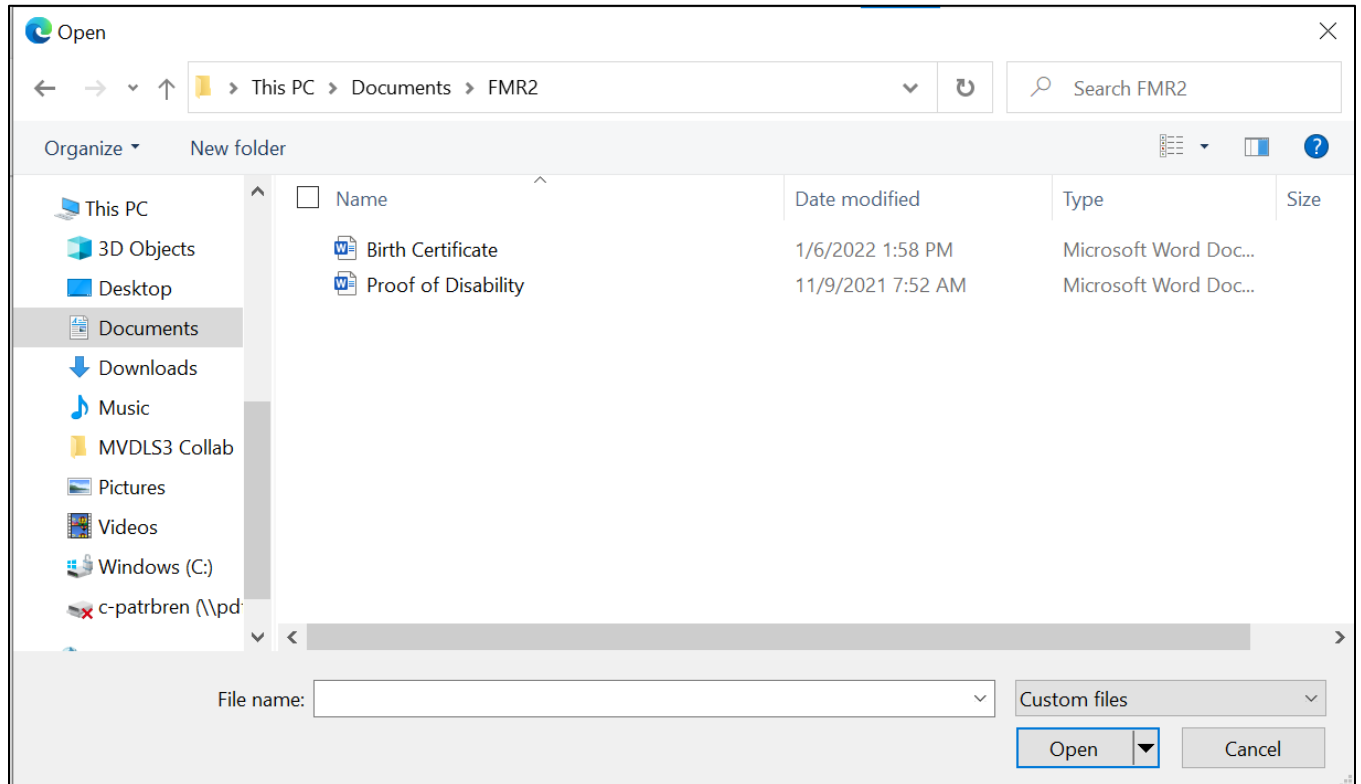 Open
This PC > Documents > FMR2
Search FMR2
Organize
New folder
Name
Date modified
Type
Size
This PC
3D Objects
Desktop
Documents
Downloads
Music
MVDLS3 Collab
Pictures
Videos
Windows (C:)
c-patrbren (\\pd
Birth Certificate 1/6/2022 1:58 PM Microsoft Word Doc...
Proof of Disability 11/9/2021 7:52 AM Microsoft Word Doc...
File name:
Custom files
Open
Cancel